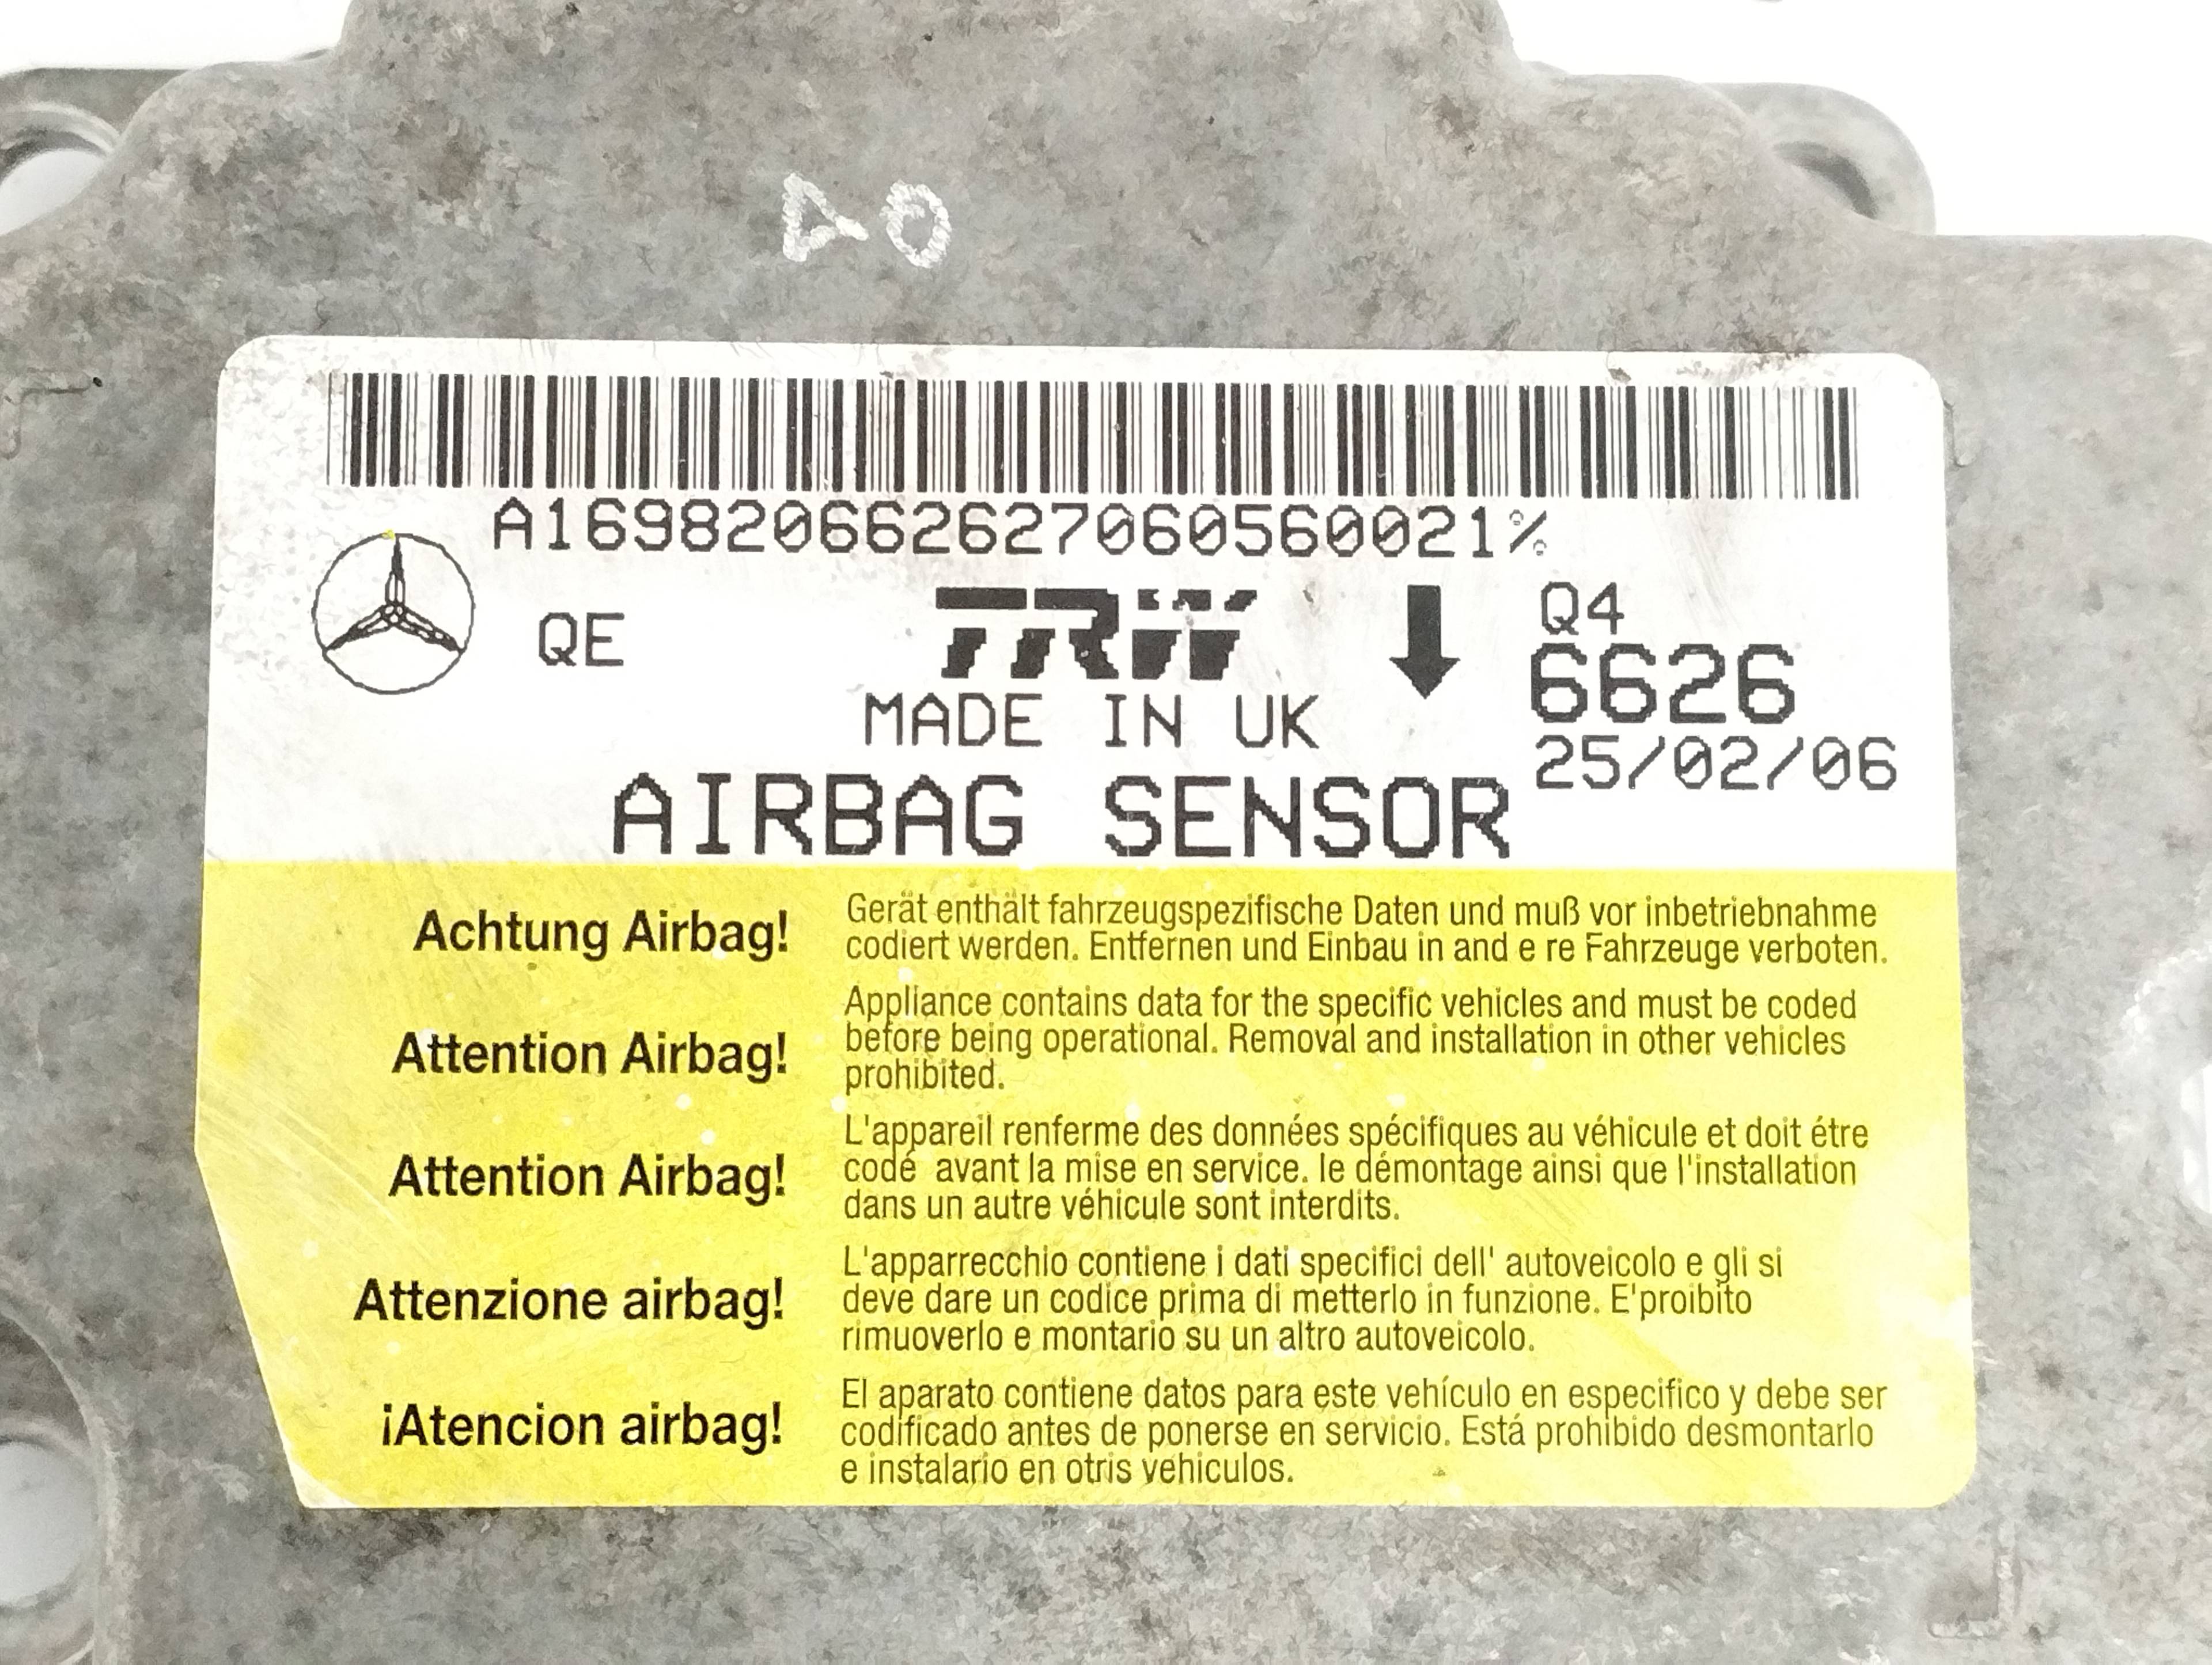 AO
A1698206626270605600​21%
QE
TRW
Q4
6626
MADE IN UK
25/02/06
AIRBAG SENSOR
Achtung Airbag!
Gerät enthält fahrzeugspezifische Daten und muß vor inbetriebnahme
codiert werden. Entfernen und Einbau in and e re Fahrzeuge verboten.
Attention Airbag!
Appliance contains data for the specific vehicles and must be coded
before being operational. Removal and installation in other vehicles
prohibited.
Attention Airbag!
L'appareil renferme des données spécifiques au véhicule et doit étre
codé avant la mise en service. le démontage ainsi que l'installation
dans un autre véhicule sont interdits.
Attenzione airbag!
L'apparrecchio contiene i dati specifici dell' autoveicolo e gli si
deve dare un codice prima di metterlo in funzione. E'proibito
rimuoverlo e montario su un altro autoveicolo.
¡Atencion airbag!
El aparato contiene datos para este vehículo en especifico y debe ser
codificado antes de ponerse en servicio. Está prohibido desmontarlo
e instalario en otris vehiculos.